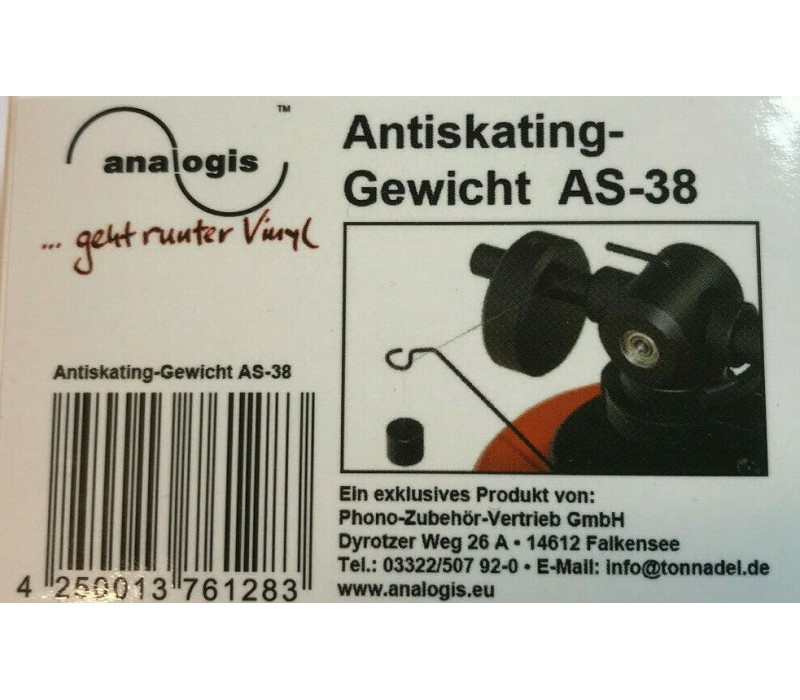 analogis ™
... geht runter Vinyl
Antiskating-
Gewicht AS-38
Antiskating-Gewicht AS-38
4 250013 761283
Ein exklusives Produkt von:
Phono-Zubehör-Vertrieb GmbH
Dyrotzer Weg 26 A • 14612 Falkensee
Tel.: 03322/507 92-0 • E-Mail: info@tonnadel.de
www.analogis.eu